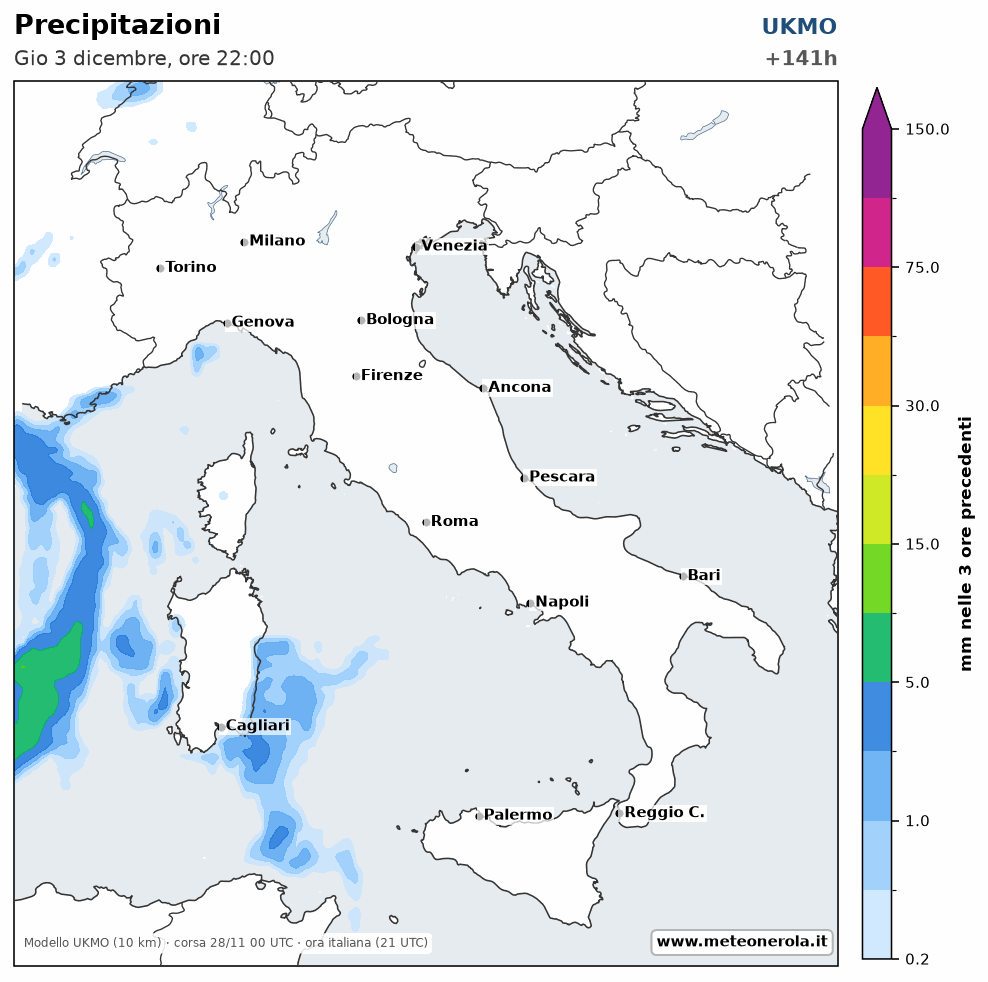 Precipitazioni
UKMO
Gio 3 dicembre, ore 22:00
+141h
150.0
75.0
30.0
15.0
5.0
1.0
0.2
mm nelle 3 ore precedenti
Milano
Venezia
Torino
Genova
Bologna
Firenze
Ancona
Pescara
Roma
Bari
Napoli
Cagliari
Palermo
Reggio C.
Modello UKMO (10 km) · corsa 28/11 00 UTC · ora italiana (21 UTC)
www.meteonerola.it